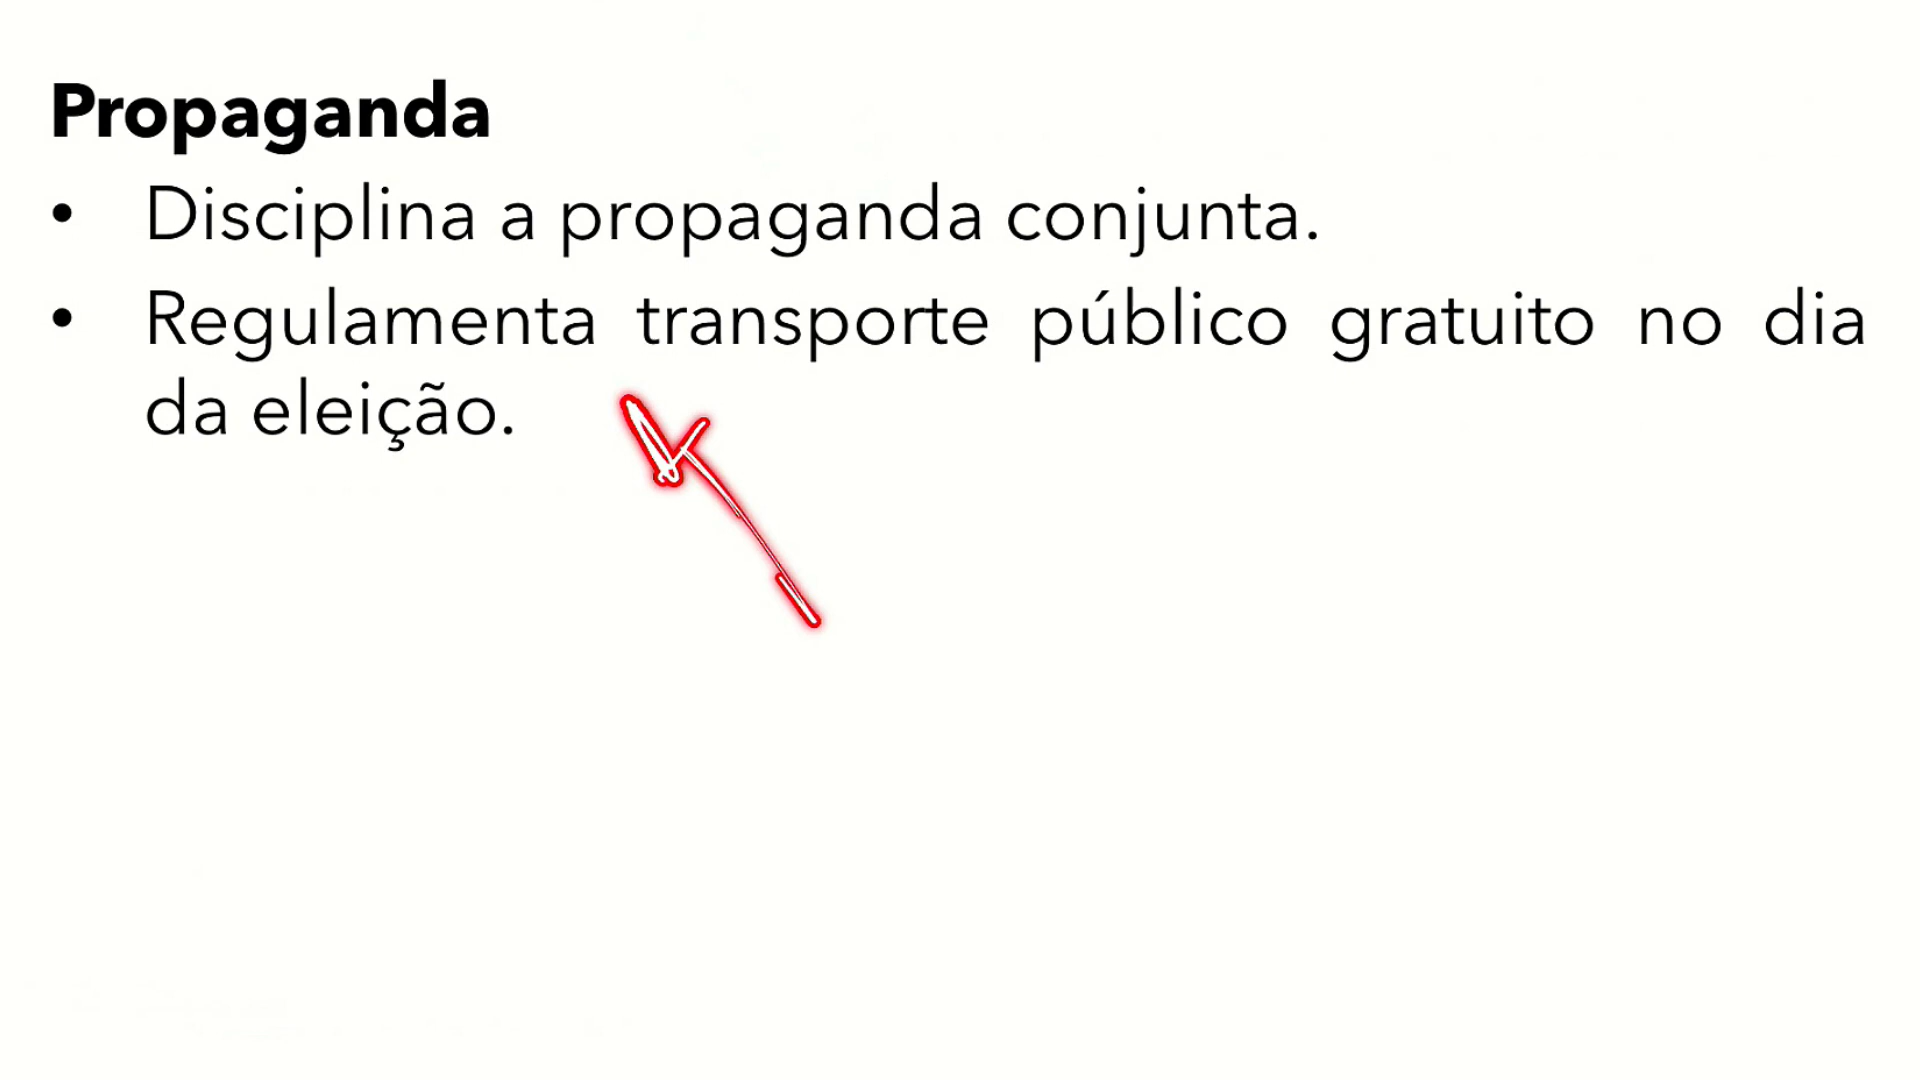 Propaganda
• Disciplina a propaganda conjunta.
• Regulamenta transporte público gratuito no dia
da eleição.